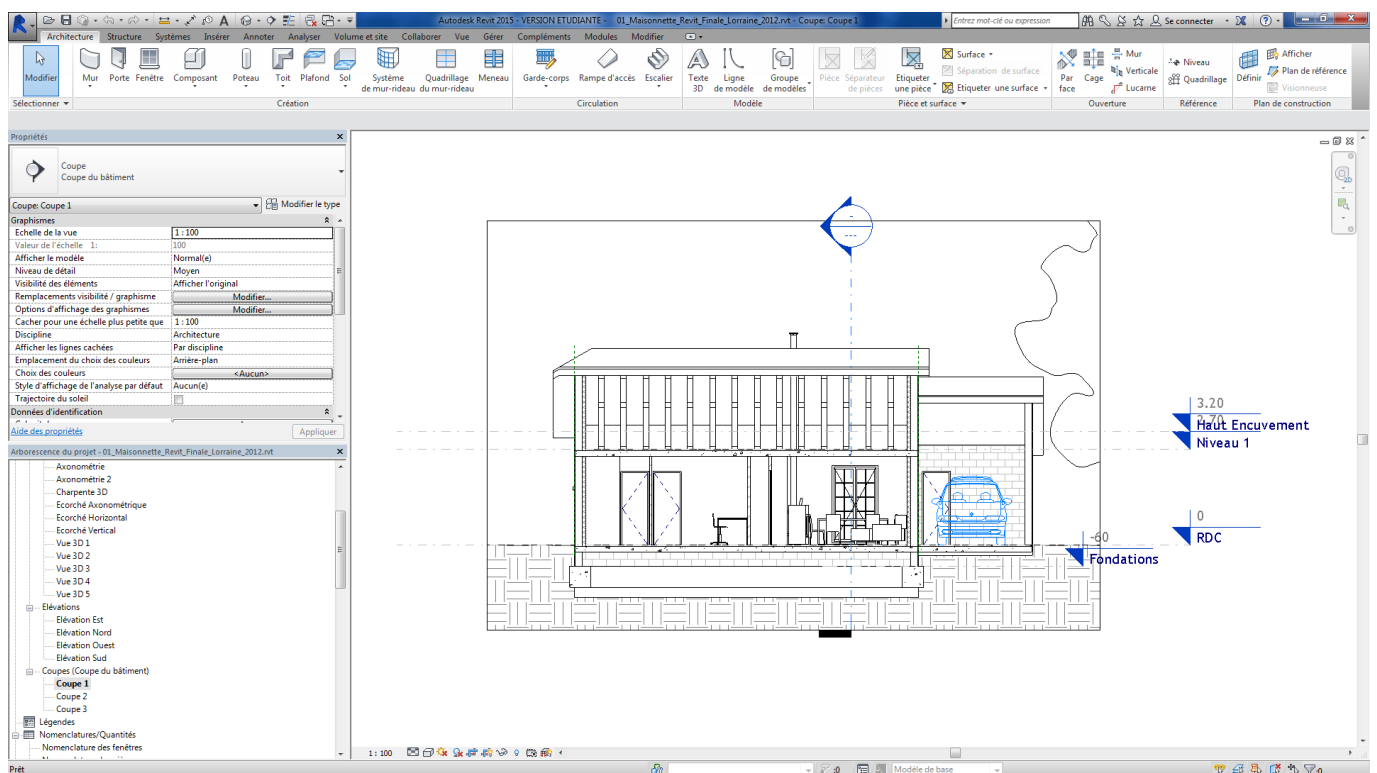 Autodesk Revit 2015 - VERSION ETUDIANTE - 01_Maisonnette_Revit_Finale_Lorraine_2012.rvt - Coupe: Coupe 1
Entrez mot-clé ou expression
Se connecter
Architecture Structure Systèmes Insérer Annoter Analyser Volume et site Collaborer Vue Gérer Compléments Modules Modifier
Modifier
Mur Porte Fenêtre Composant Poteau Toit Plafond Sol
Système de mur-rideau
Quadrillage du mur-rideau
Meneau
Garde-corps Rampe d'accès Escalier
Texte 3D
Ligne de modèle
Groupe de modèles
Pièce
Séparateur de pièces
Etiqueter une pièce
Surface
Séparation de surface
Etiqueter une surface
Par face
Cage
Mur
Verticale
Lucarne
Niveau
Quadrillage
Définir
Afficher
Plan de référence
Visionneuse
Sélectionner
Création
Circulation
Modèle
Pièce et surface
Ouverture
Référence
Plan de construction
Propriétés
Coupe
Coupe du bâtiment
Coupe: Coupe 1
Modifier le type
Graphismes
Echelle de la vue 1 : 100
Valeur de l'échelle 1: 100
Afficher le modèle Normal(e)
Niveau de détail Moyen
Visibilité des éléments Afficher l'original
Remplacements visibilité / graphisme Modifier...
Options d'affichage des graphismes Modifier...
Cacher pour une échelle plus petite que 1 : 100
Discipline Architecture
Afficher les lignes cachées Par discipline
Emplacement du choix des couleurs Arrière-plan
Choix des couleurs <Aucun>
Style d'affichage de l'analyse par défaut Aucun(e)
Trajectoire du soleil
Données d'identification
Aide des propriétés
Appliquer
Arborescence du projet - 01_Maisonnette_Revit_Finale_Lorraine_2012.rvt
Axonométrie
Axonométrie 2
Charpente 3D
Ecorché Axonométrique
Ecorché Horizontal
Ecorché Vertical
Vue 3D 1
Vue 3D 2
Vue 3D 3
Vue 3D 4
Vue 3D 5
Elévations
Elévation Est
Elévation Nord
Elévation Ouest
Elévation Sud
Coupes (Coupe du bâtiment)
Coupe 1
Coupe 2
Coupe 3
Légendes
Nomenclatures/Quantités
Nomenclature des fenêtres
2D
3.20
2.70
Haut Encuvement
Niveau 1
0
RDC
-60
Fondations
1 : 100
Prêt
:0
Modèle de base
:0